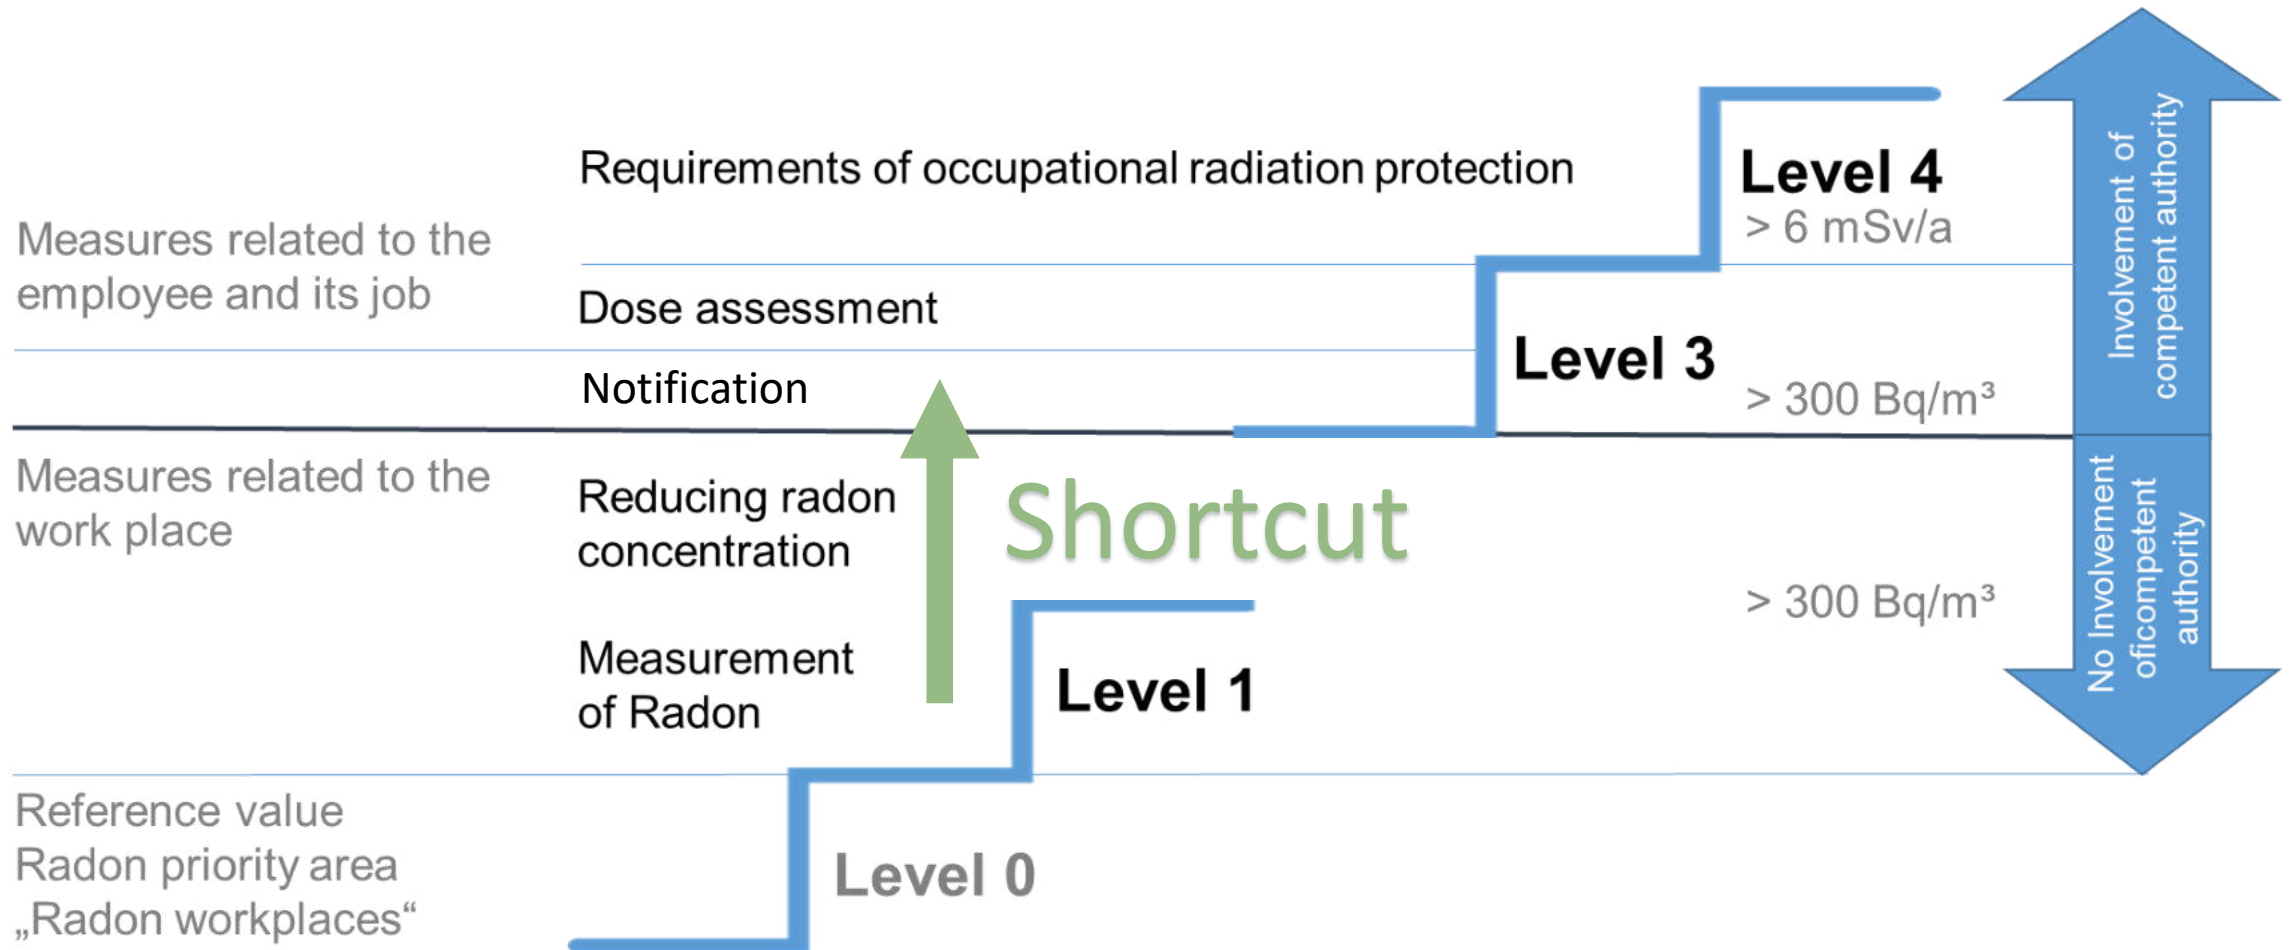 Requirements of occupational radiation protection
Level 4
> 6 mSv/a
Measures related to the
employee and its job
Dose assessment
Level 3
Notification
> 300 Bq/m³
Involvement of
competent authority
Measures related to the
work place
Reducing radon
concentration
Shortcut
> 300 Bq/m³
No Involvement
oficompetent
authority
Measurement
of Radon
Level 1
Reference value
Radon priority area
„Radon workplaces“
Level 0